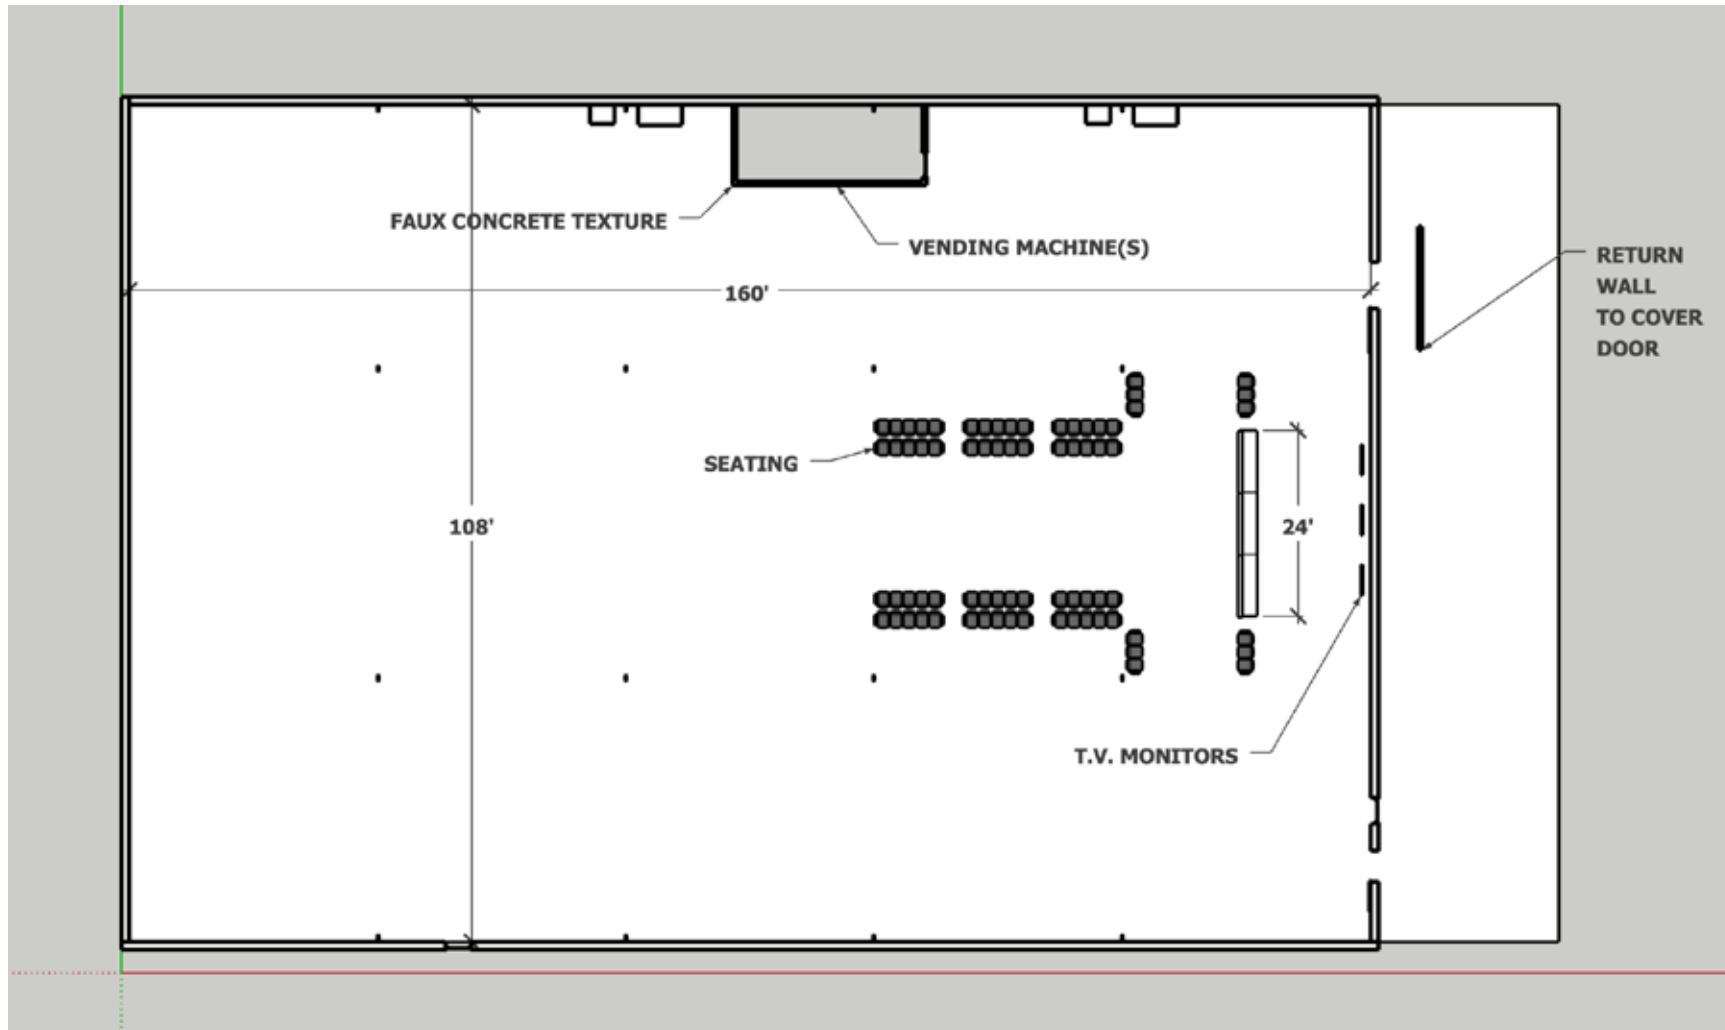 FAUX CONCRETE TEXTURE
VENDING MACHINE(S)
RETURN
WALL
TO COVER
DOOR
160'
SEATING
108'
24'
T.V. MONITORS